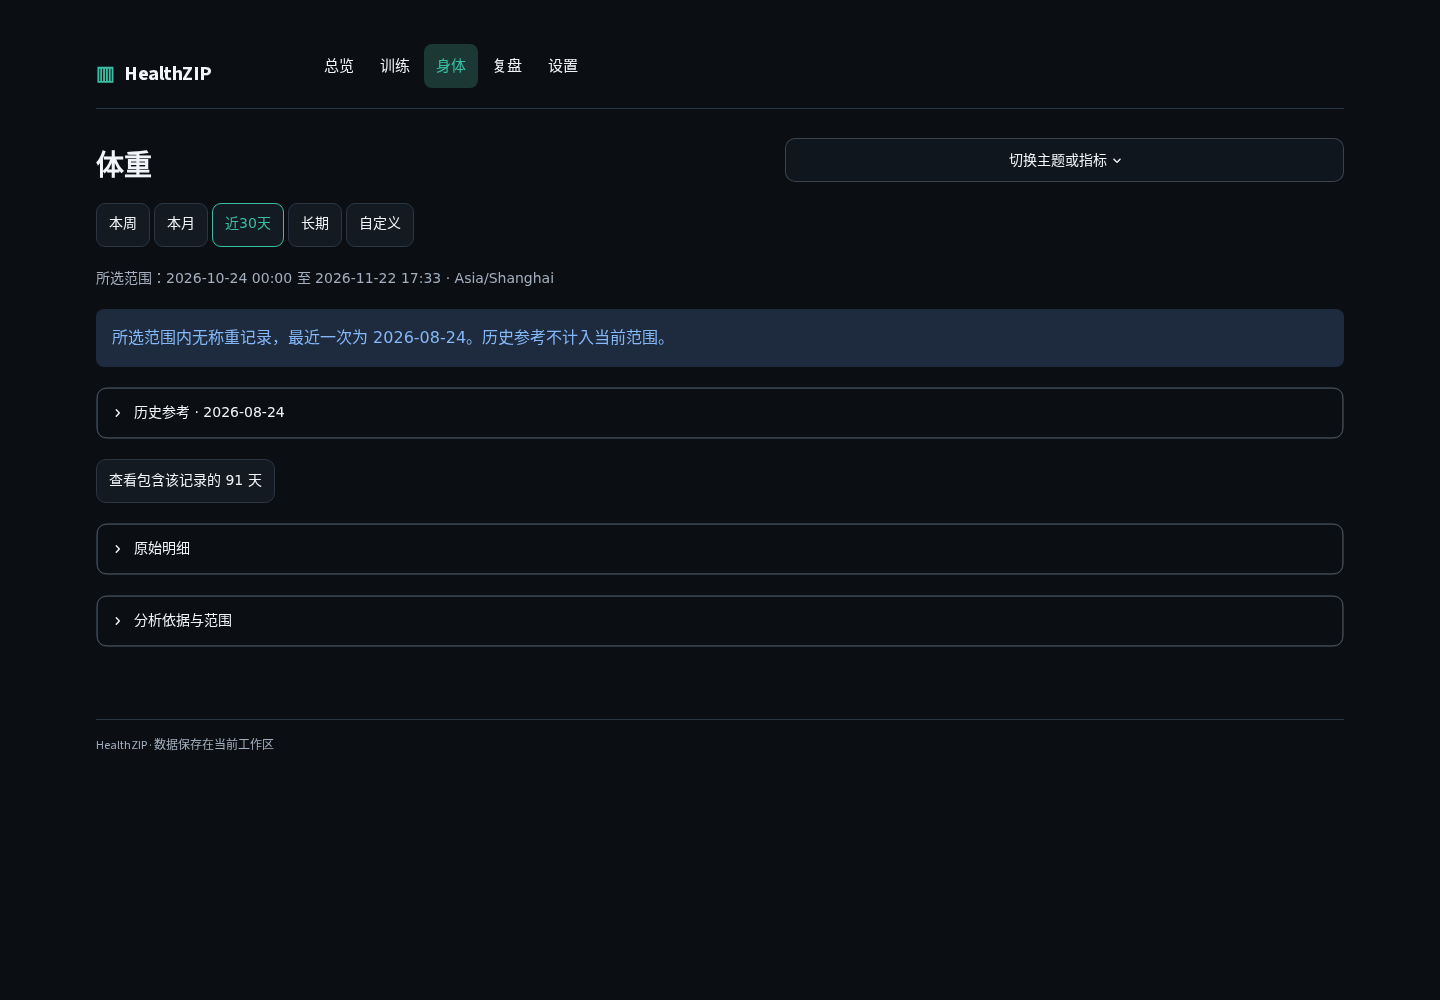 HealthZIP
总览 训练 身体 复盘 设置
体重
切换主题或指标
本周 本月 近30天 长期 自定义
所选范围：2026-10-24 00:00 至 2026-11-22 17:33 · Asia/Shanghai
所选范围内无称重记录，最近一次为 2026-08-24。历史参考不计入当前范围。
历史参考 · 2026-08-24
查看包含该记录的 91 天
原始明细
分析依据与范围
HealthZIP · 数据保存在当前工作区